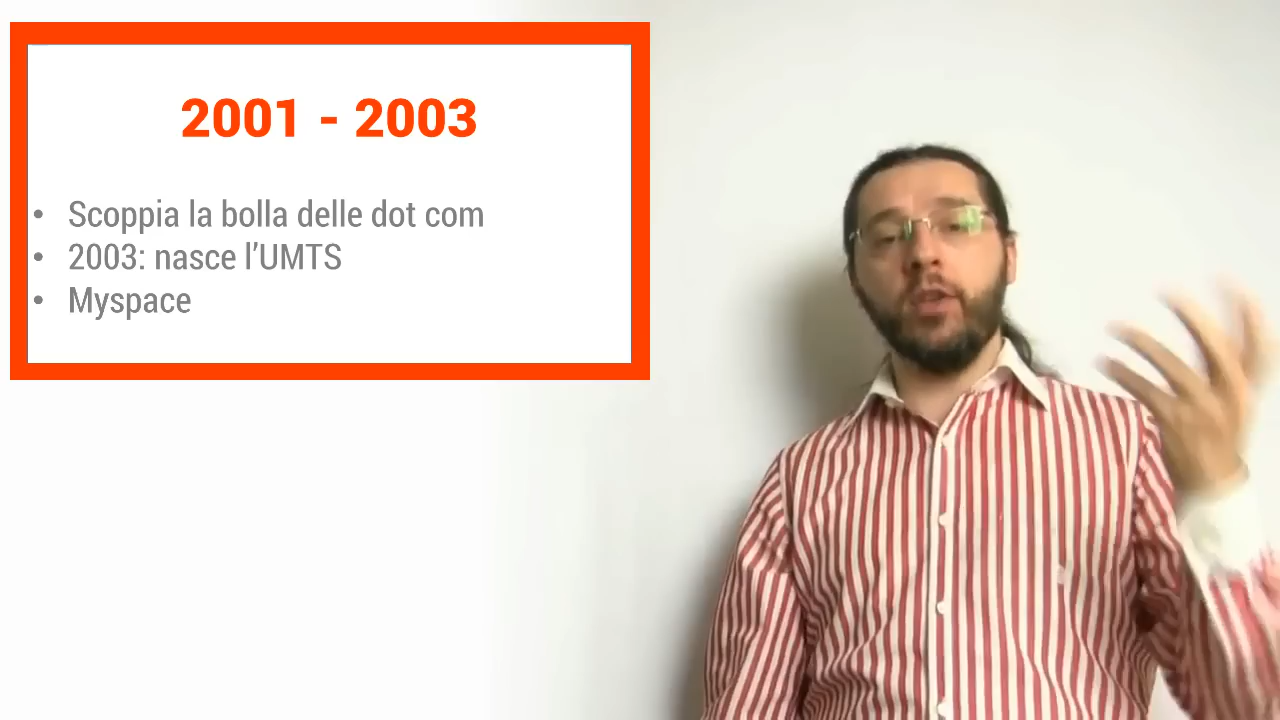 2001 - 2003
• Scoppia la bolla delle dot com
• 2003: nasce l’UMTS
• Myspace